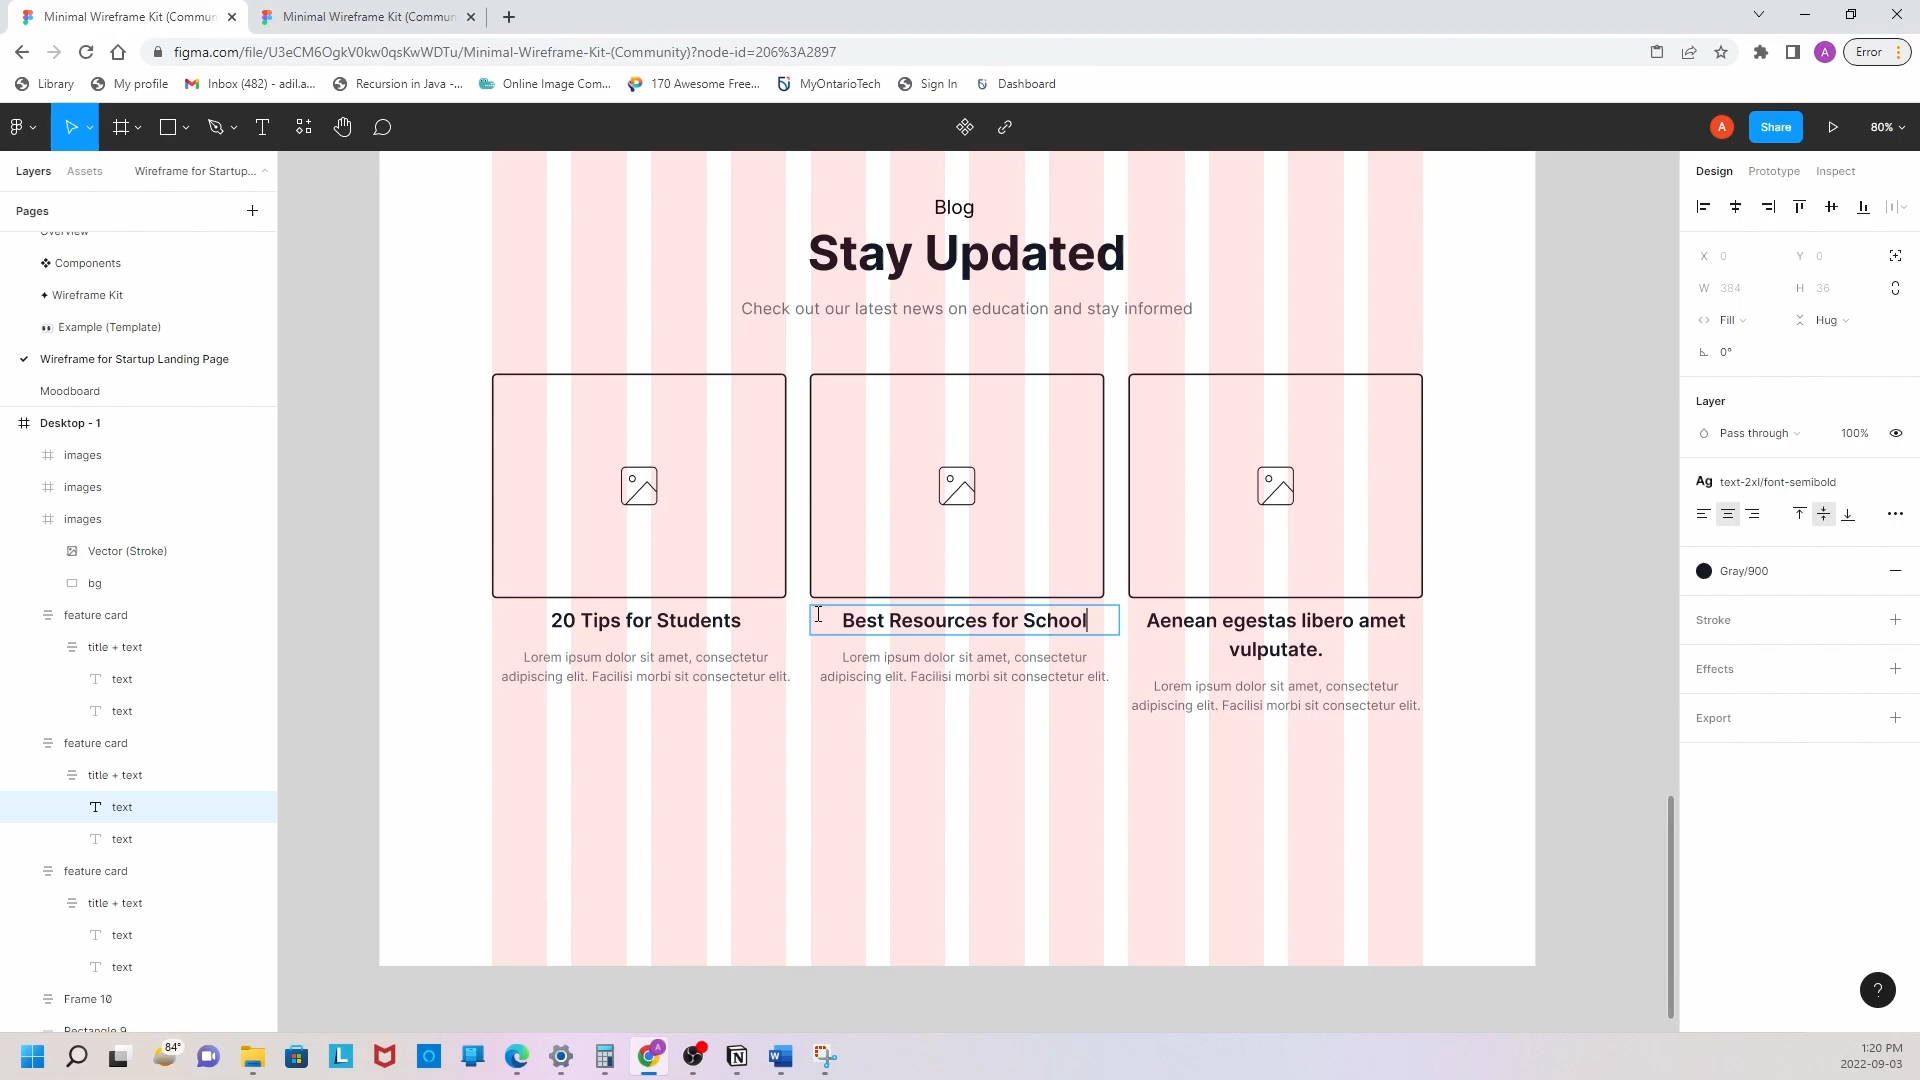 Minimal Wireframe Kit (Commun
Minimal Wireframe Kit (Commun
figma.com/file/U3eCM6OgkV0kw0qsKwWDTu/Minimal-Wireframe-Kit-(Community)?node-id=206%3A2897
A
Error
Library
My profile
Inbox (482) - adil.a...
Recursion in Java -...
Online Image Com...
170 Awesome Free...
MyOntarioTech
Sign In
Dashboard
A
Share
80%
Layers
Assets
Wireframe for Startup...
Design
Prototype
Inspect
Pages
Overview
Components
Wireframe Kit
Example (Template)
Wireframe for Startup Landing Page
Moodboard
Desktop - 1
images
images
images
Vector (Stroke)
bg
feature card
title + text
text
text
feature card
title + text
text
text
feature card
title + text
text
text
Frame 10
Rectangle 9
Blog
Stay Updated
Check out our latest news on education and stay informed
20 Tips for Students
Lorem ipsum dolor sit amet, consectetur
adipiscing elit. Facilisi morbi sit consectetur elit.
Best Resources for School
Lorem ipsum dolor sit amet, consectetur
adipiscing elit. Facilisi morbi sit consectetur elit.
Aenean egestas libero amet
vulputate.
Lorem ipsum dolor sit amet, consectetur
adipiscing elit. Facilisi morbi sit consectetur elit.
X 0
Y 0
W 384
H 36
Fill
Hug
0°
Layer
Pass through
100%
Ag text-2xl/font-semibold
Gray/900
Stroke
Effects
Export
?
84°
L
A
N
W
1:20 PM
2022-09-03